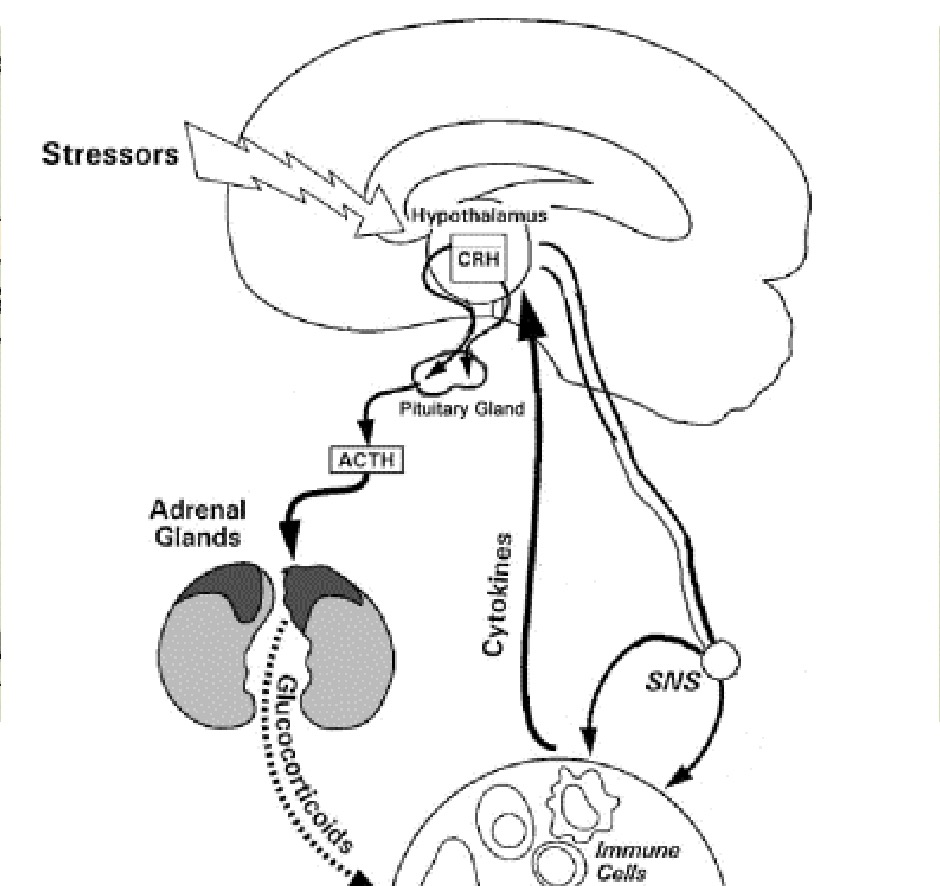 Stressors
Hypothalamus
CRH
Pituitary Gland
ACTH
Adrenal
Glands
Cytokines
SNS
Glucocorticoids
Immune
Cells